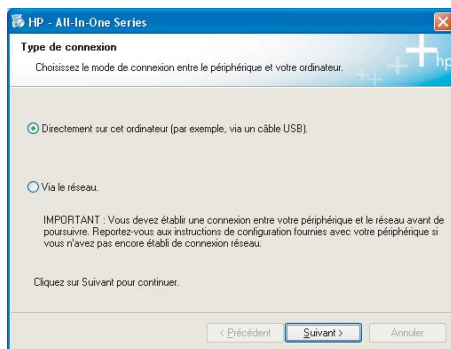 HP - All-In-One Series
Type de connexion
Choisissez le mode de connexion entre le périphérique et votre ordinateur.
hp
Directement sur cet ordinateur (par exemple, via un câble USB).
Via le réseau.
IMPORTANT : Vous devez établir une connexion entre votre périphérique et le réseau avant de
poursuivre. Reportez-vous aux instructions de configuration fournies avec votre périphérique si
vous n'avez pas encore établi de connexion réseau.
Cliquez sur Suivant pour continuer.
< Précédent
Suivant >
Annuler